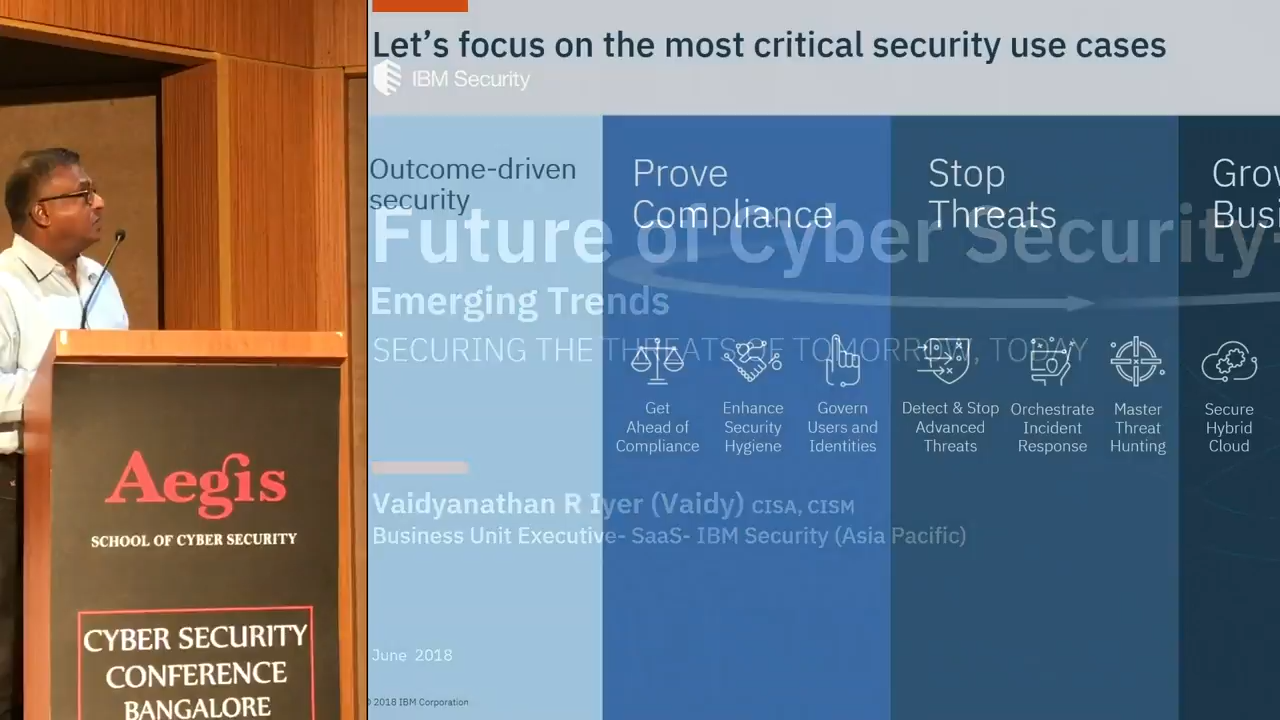 Let's focus on the most critical security use cases
IBM Security
Outcome-driven
security
Prove
Compliance
Stop
Threats
Grow
Busi
Future of Cyber Security-
Emerging Trends
SECURING THE THREATS OF TOMORROW, TODAY
Get
Ahead of
Compliance
Enhance
Security
Hygiene
Govern
Users and
Identities
Detect & Stop
Advanced
Threats
Orchestrate
Incident
Response
Master
Threat
Hunting
Secure
Hybrid
Cloud
Vaidyanathan R Iyer (Vaidy) CISA, CISM
Business Unit Executive- SaaS- IBM Security (Asia Pacific)
June 2018
© 2018 IBM Corporation
Aegis
SCHOOL OF CYBER SECURITY
CYBER SECURITY
CONFERENCE
BANGALORE